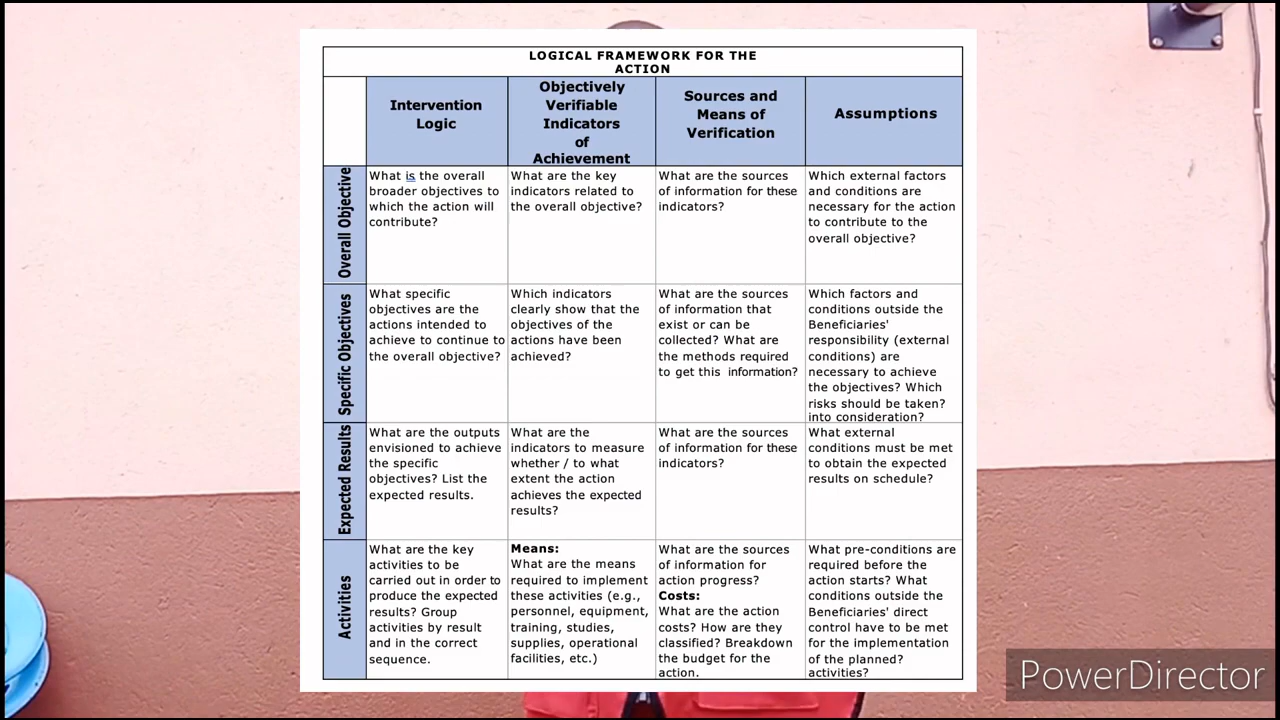 LOGICAL FRAMEWORK FOR THE
ACTION
Intervention
Logic
Objectively
Verifiable
Indicators
of
Achievement
Sources and
Means of
Verification
Assumptions
Overall Objective
What is the overall
broader objectives to
which the action will
contribute?
What are the key
indicators related to
the overall objective?
What are the sources
of information for these
indicators?
Which external factors
and conditions are
necessary for the action
to contribute to the
overall objective?
Specific Objectives
What specific
objectives are the
actions intended to
achieve to continue to
the overall objective?
Which indicators
clearly show that the
objectives of the
actions have been
achieved?
What are the sources
of information that
exist or can be
collected? What are
the methods required
to get this information?
Which factors and
conditions outside the
Beneficiaries'
responsibility (external
conditions) are
necessary to achieve
the objectives? Which
risks should be taken?
into consideration?
Expected Results
What are the outputs
envisioned to achieve
the specific
objectives? List the
expected results.
What are the
indicators to measure
whether / to what
extent the action
achieves the expected
results?
What are the sources
of information for these
indicators?
What external
conditions must be met
to obtain the expected
results on schedule?
Activities
What are the key
activities to be
carried out in order to
produce the expected
results? Group
activities by result
and in the correct
sequence.
Means:
What are the means
required to implement
these activities (e.g.,
personnel, equipment,
training, studies,
supplies, operational
facilities, etc.)
What are the sources
of information for
action progress?
Costs:
What are the action
costs? How are they
classified? Breakdown
the budget for the
action.
What pre-conditions are
required before the
action starts? What
conditions outside the
Beneficiaries' direct
control have to be met
for the implementation
of the planned?
activities?
PowerDirector